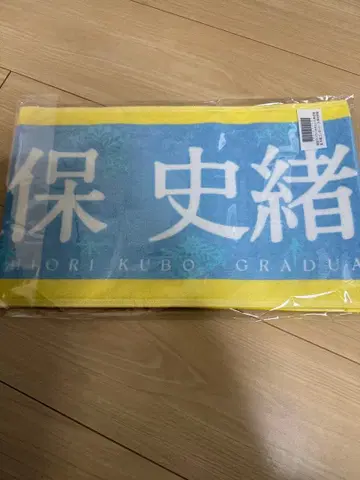 保 史緒
HIORI KUBO GRADUA